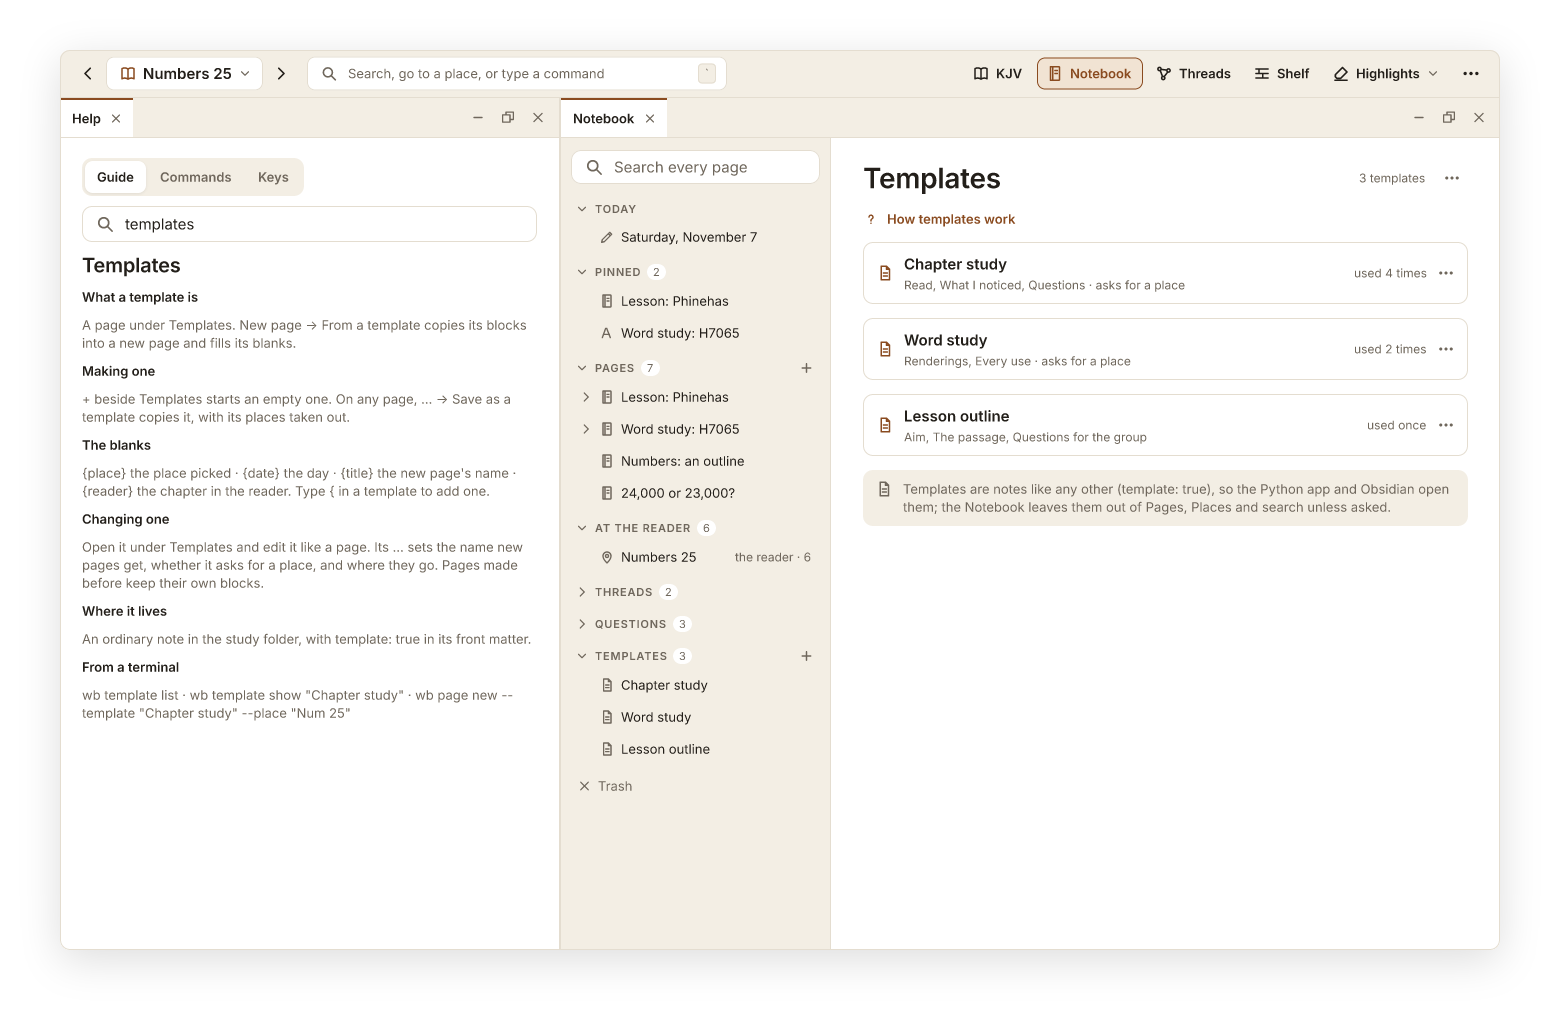 Numbers 25
Search, go to a place, or type a command
`
KJV
Notebook
Threads
Shelf
Highlights
Help
Notebook
Guide
Commands
Keys
templates
Templates
What a template is
A page under Templates. New page → From a template copies its blocks
into a new page and fills its blanks.
Making one
+ beside Templates starts an empty one. On any page, ... → Save as a
template copies it, with its places taken out.
The blanks
{place} the place picked · {date} the day · {title} the new page's name ·
{reader} the chapter in the reader. Type { in a template to add one.
Changing one
Open it under Templates and edit it like a page. Its ... sets the name new
pages get, whether it asks for a place, and where they go. Pages made
before keep their own blocks.
Where it lives
An ordinary note in the study folder, with template: true in its front matter.
From a terminal
wb template list · wb template show "Chapter study" · wb page new --
template "Chapter study" --place "Num 25"
Search every page
TODAY
Saturday, November 7
PINNED 2
Lesson: Phinehas
Word study: H7065
PAGES 7
Lesson: Phinehas
Word study: H7065
Numbers: an outline
24,000 or 23,000?
AT THE READER 6
Numbers 25 the reader · 6
THREADS 2
QUESTIONS 3
TEMPLATES 3
Chapter study
Word study
Lesson outline
Trash
Templates
3 templates
? How templates work
Chapter study
Read, What I noticed, Questions · asks for a place
used 4 times
Word study
Renderings, Every use · asks for a place
used 2 times
Lesson outline
Aim, The passage, Questions for the group
used once
Templates are notes like any other (template: true), so the Python app and Obsidian open
them; the Notebook leaves them out of Pages, Places and search unless asked.